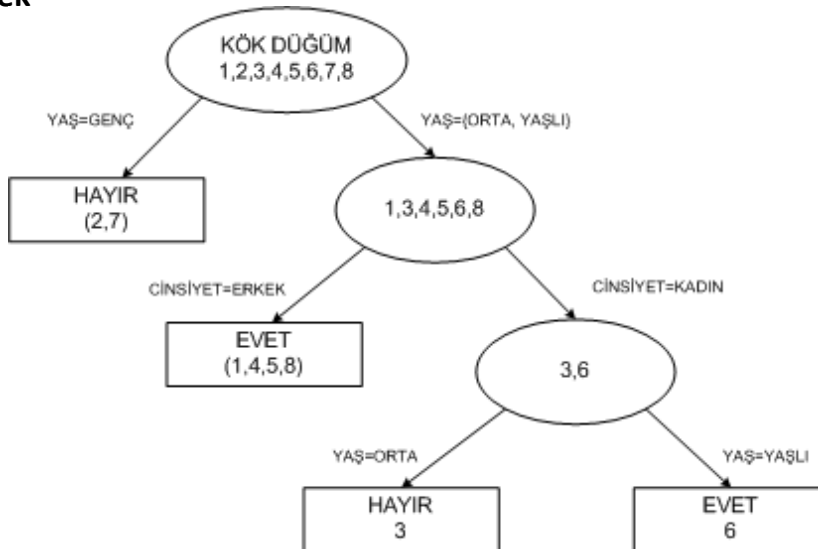 KÖK DÜĞÜM
1,2,3,4,5,6,7,8
YAŞ=GENÇ
YAŞ={ORTA, YAŞLI}
HAYIR
(2,7)
1,3,4,5,6,8
CİNSİYET=ERKEK
CİNSİYET=KADIN
EVET
(1,4,5,8)
3,6
YAŞ=ORTA
YAŞ=YAŞLI
HAYIR
3
EVET
6